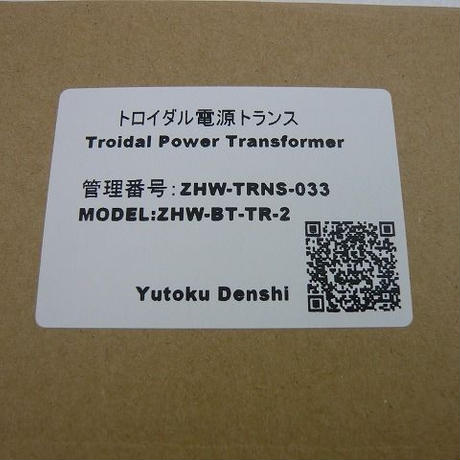 トロイダル電源トランス
Troidal Power Transformer
管理番号:ZHW-TRNS-033
MODEL:ZHW-BT-TR-2
Yutoku Denshi